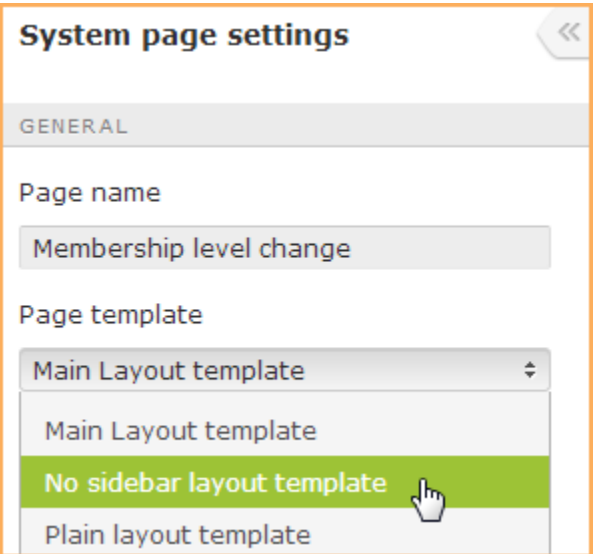 System page settings
GENERAL
Page name
Membership level change
Page template
Main Layout template
Main Layout template
No sidebar layout template
Plain layout template